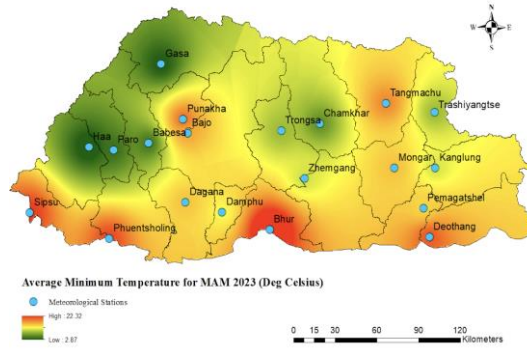 N
W E
S
Gasa
Tangmachu
Punakha
Trashiyangtse
Bajo
Chamkhar
Trongsa
Babesa
Haa
Paro
Mongar
Kanglung
Zhemgang
Dagana
Damphu
Pemagatshel
Sipsu
Bhur
Phuentsholing
Deothang
Average Minimum Temperature for MAM 2023 (Deg Celsius)
Meteorological Stations
High : 22.32
Low : 2.87
0 15 30 60 90 120
Kilometers